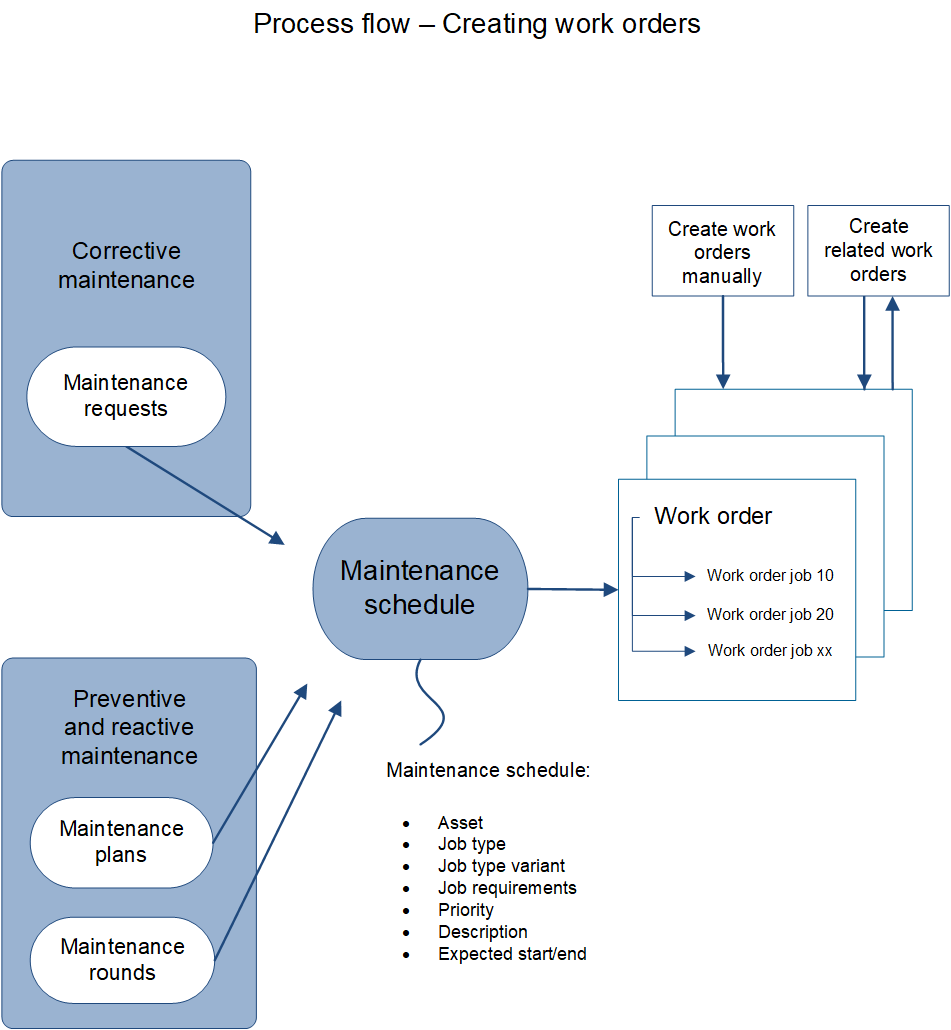 Process flow – Creating work orders
Corrective
maintenance
Maintenance
requests
Create work
orders
manually
Create
related work
orders
Maintenance
schedule
Work order
Work order job 10
Work order job 20
Work order job xx
Preventive
and reactive
maintenance
Maintenance
plans
Maintenance
rounds
Maintenance schedule:
• Asset
• Job type
• Job type variant
• Job requirements
• Priority
• Description
• Expected start/end